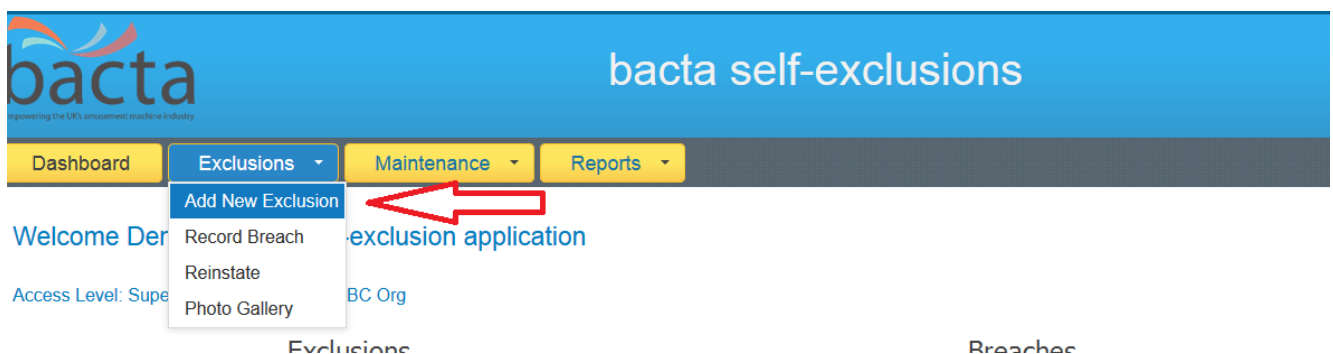 bacta
empowering the UK's amusement machine industry
bacta self-exclusions
Dashboard Exclusions Maintenance Reports
Add New Exclusion
Record Breach
Reinstate
Photo Gallery
Welcome Der -exclusion application
Access Level: Supe BC Org
Exclusions Breaches